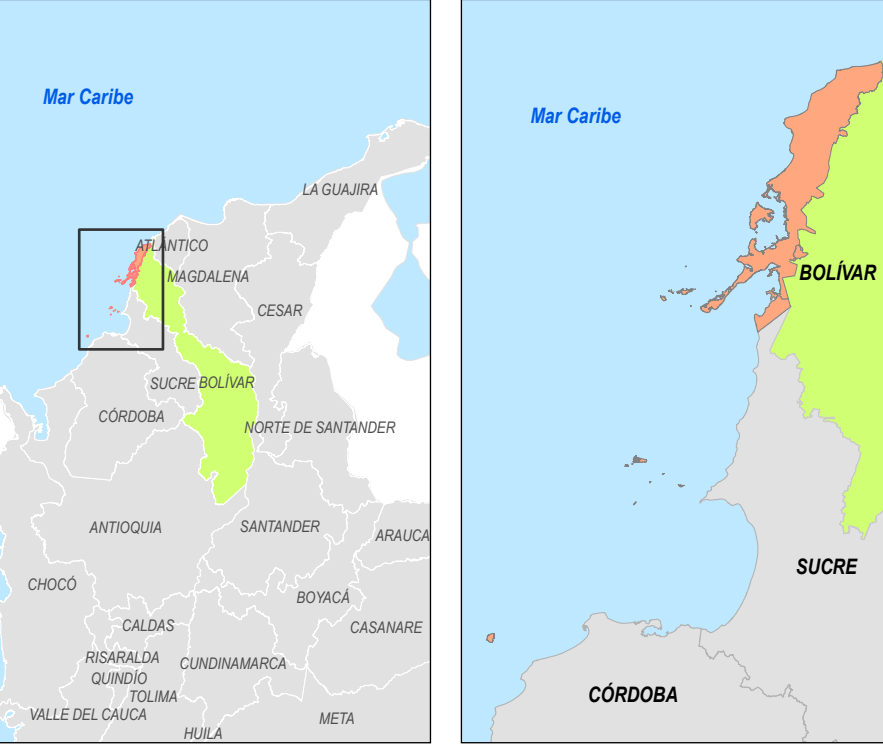 Mar Caribe
LA GUAJIRA
ATLÁNTICO
MAGDALENA
CESAR
SUCRE
BOLÍVAR
CÓRDOBA
NORTE DE SANTANDER
ANTIOQUIA
SANTANDER
ARAUCA
CHOCÓ
BOYACÁ
CALDAS
CASANARE
RISARALDA
CUNDINAMARCA
QUINDÍO
TOLIMA
VALLE DEL CAUCA
META
HUILA
Mar Caribe
BOLÍVAR
SUCRE
CÓRDOBA